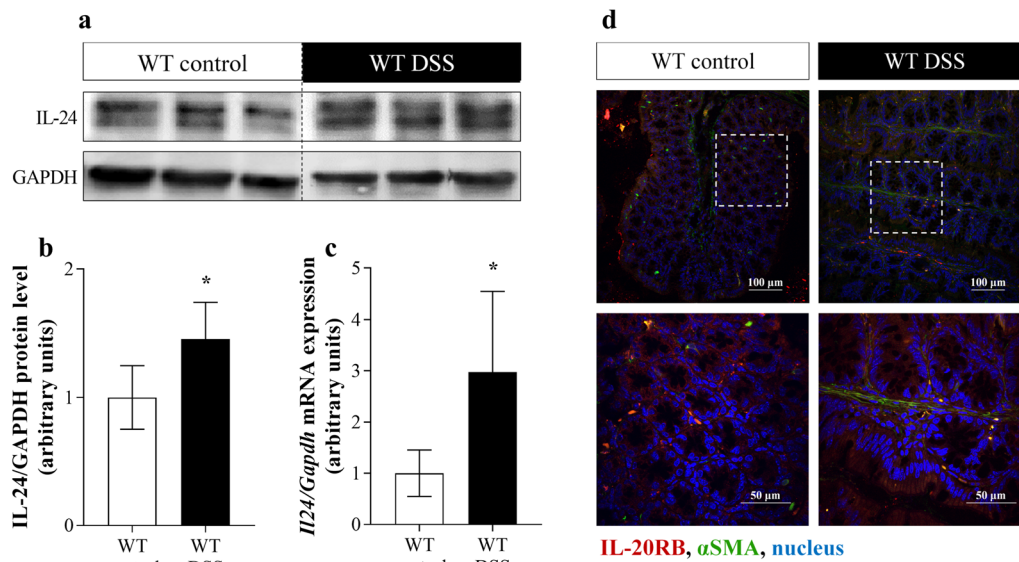 a
WT control
WT DSS
IL-24
GAPDH
b
IL-24/GAPDH protein level
(arbitrary units)
2
1
0
*
WT
WT
DSS
c
Il24/Gapdh mRNA expression
(arbitrary units)
5
4
3
2
1
0
*
WT
WT
DSS
d
WT control
WT DSS
100 µm
100 µm
50 µm
50 µm
IL-20RB, αSMA, nucleus